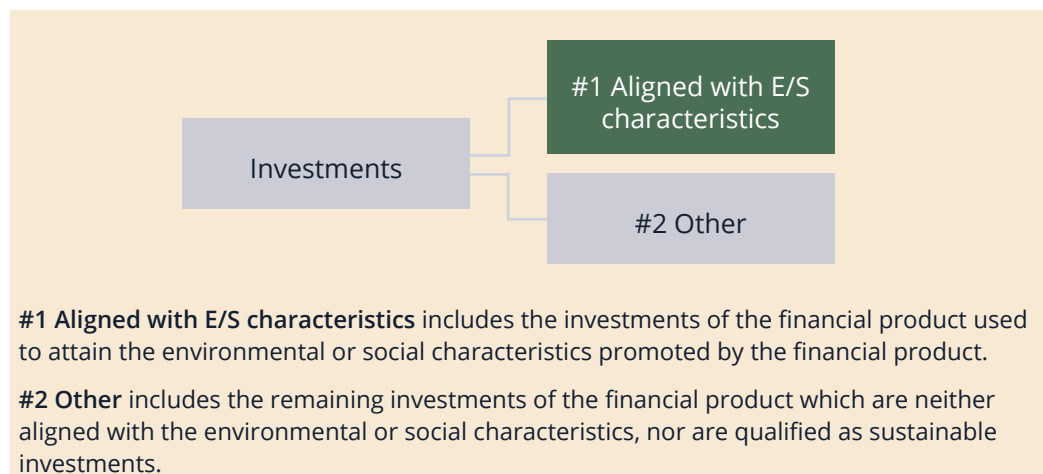 #1 Aligned with E/S
characteristics
Investments
#2 Other
#1 Aligned with E/S characteristics includes the investments of the financial product used
to attain the environmental or social characteristics promoted by the financial product.
#2 Other includes the remaining investments of the financial product which are neither
aligned with the environmental or social characteristics, nor are qualified as sustainable
investments.